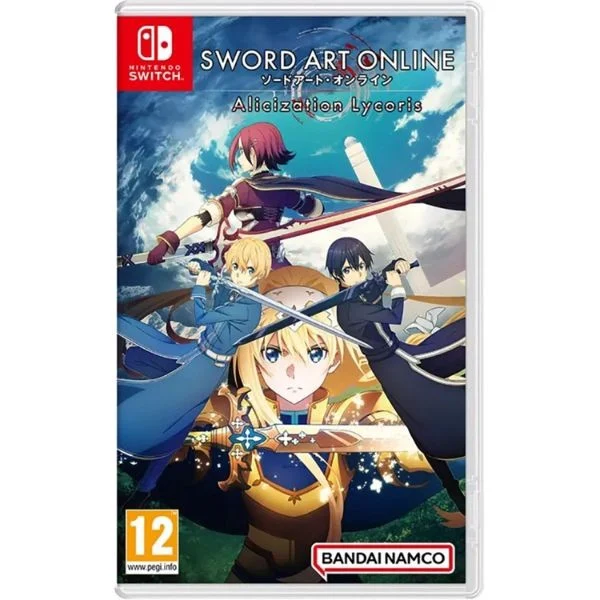 NINTENDO
SWITCH™
SWORD ART ONLINE
ソードアート・オンライン
Alicization Lycoris
12
www.pegi.info
BANDAI NAMCO